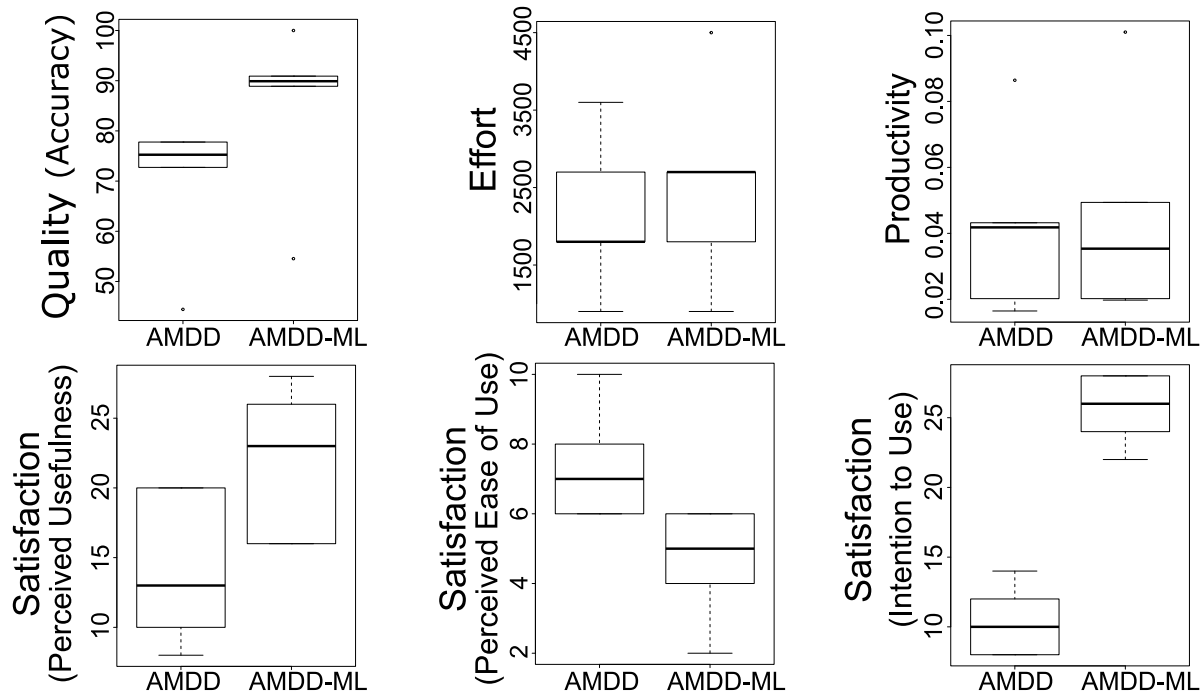 Quality (Accuracy)
100
90
80
70
60
50
AMDD AMDD-ML
Effort
4500
3500
2500
1500
AMDD AMDD-ML
Productivity
0.10
0.08
0.06
0.04
0.02
AMDD AMDD-ML
Satisfaction
(Perceived Usefulness)
25
20
15
10
AMDD AMDD-ML
Satisfaction
(Perceived Ease of Use)
10
8
6
4
2
AMDD AMDD-ML
Satisfaction
(Intention to Use)
25
20
15
10
AMDD AMDD-ML